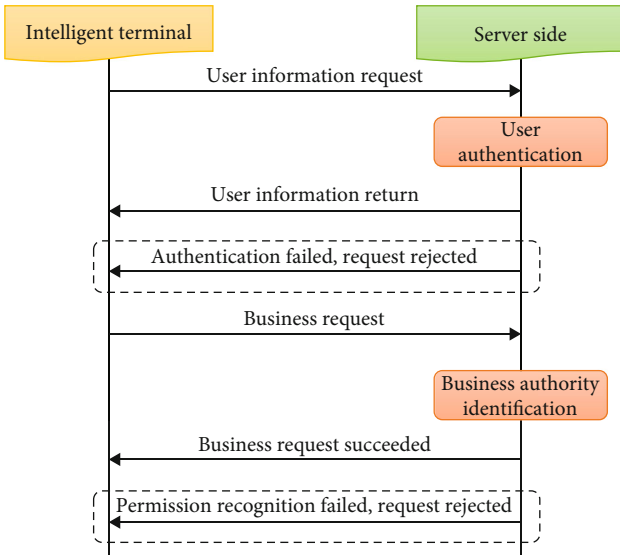 Intelligent terminal
Server side
User information request
User
authentication
User information return
Authentication failed, request rejected
Business request
Business authority
identification
Business request succeeded
Permission recognition failed, request rejected